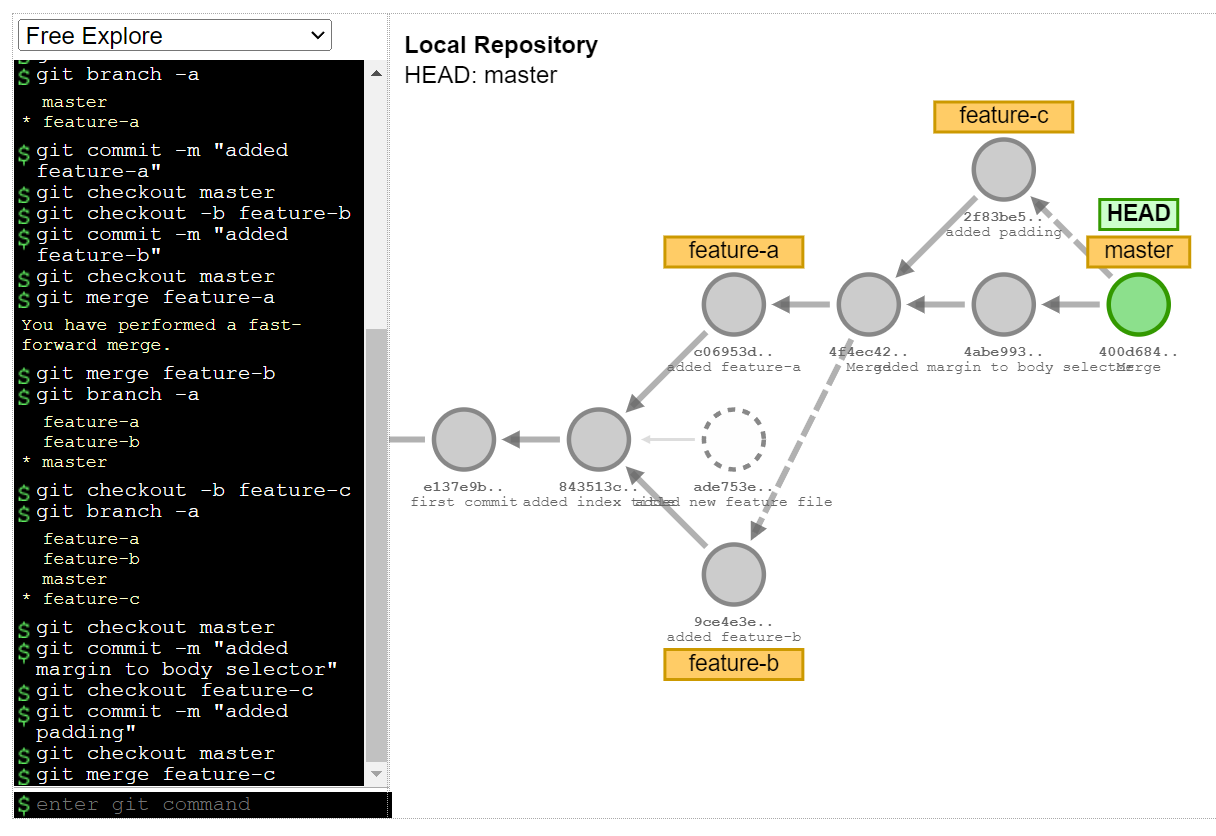 Free Explore
$ git branch -a
master
* feature-a
$ git commit -m "added
feature-a"
$ git checkout master
$ git checkout -b feature-b
$ git commit -m "added
feature-b"
$ git checkout master
$ git merge feature-a
You have performed a fast-
forward merge.
$ git merge feature-b
$ git branch -a
feature-a
feature-b
* master
$ git checkout -b feature-c
$ git branch -a
feature-a
feature-b
master
* feature-c
$ git checkout master
$ git commit -m "added
margin to body selector"
$ git checkout feature-c
$ git commit -m "added
padding"
$ git checkout master
$ git merge feature-c
$ enter git command
Local Repository
HEAD: master
feature-c
2f83be5..
added padding
HEAD
master
feature-a
c06953d..
added feature-a
4f4ec42..
Merge
4abe993..
added margin to body selector
400d684..
Merge
e137e9b..
first commit
843513c..
added index title
ade753e..
added new feature file
9ce4e3e..
added feature-b
feature-b